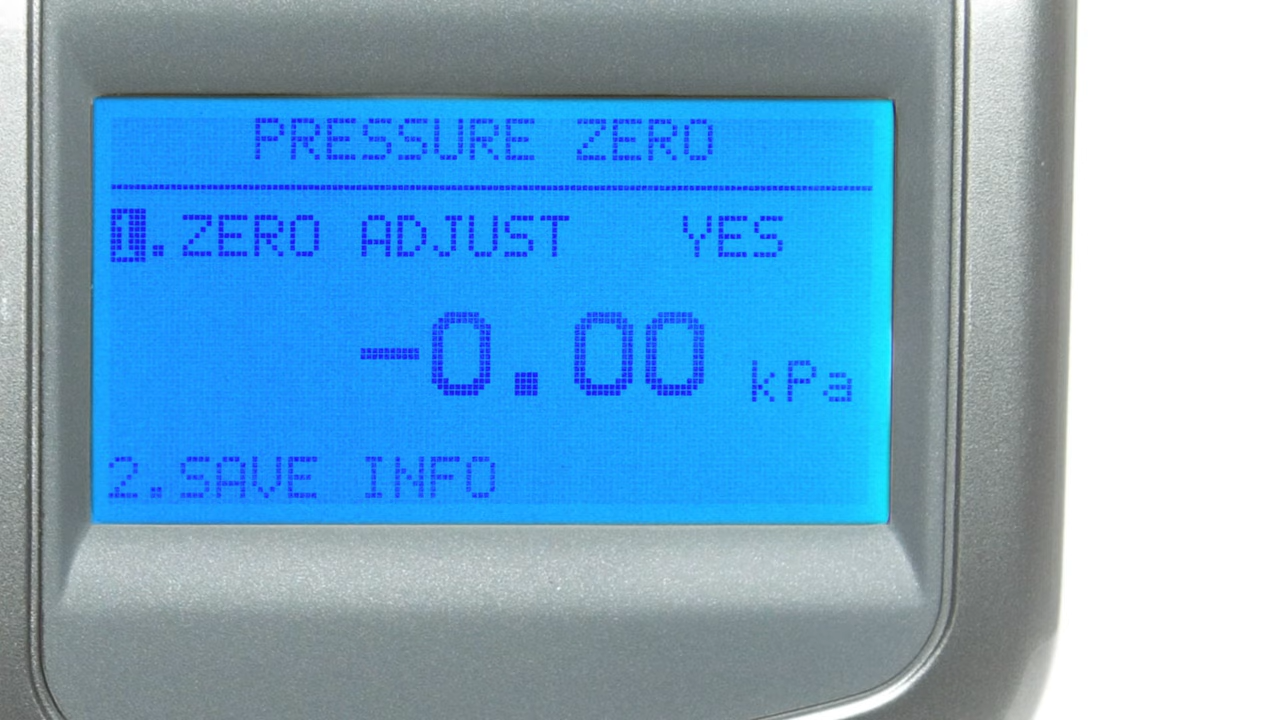 PRESSURE ZERO
1.ZERO ADJUST YES
-0.00 kPa
2.SAVE INFO